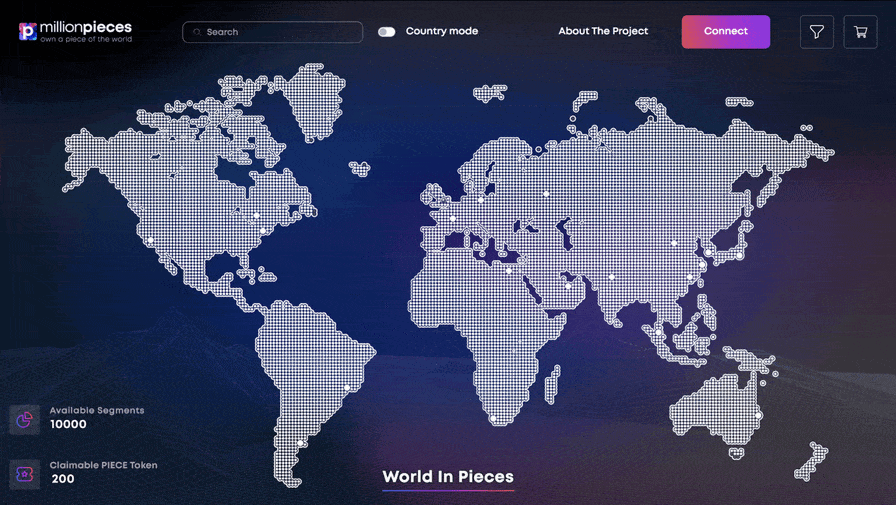 millionpieces
own a piece of the world
Search
Country mode
About The Project
Connect
Available Segments
10000
Claimable PIECE Token
200
World In Pieces